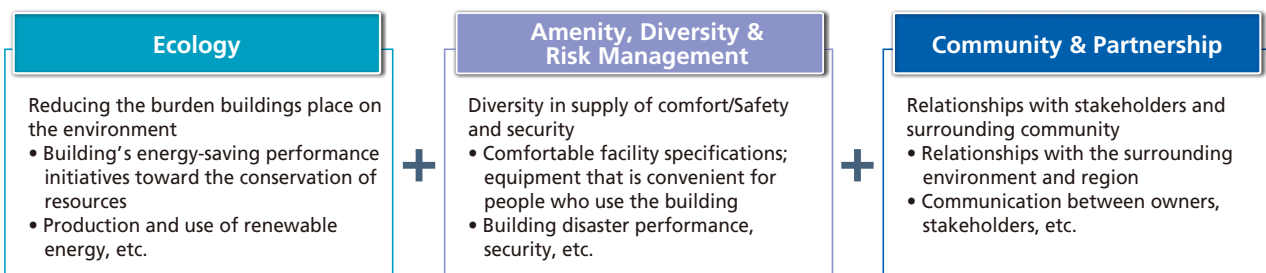 Ecology
Reducing the burden buildings place on
the environment
• Building's energy-saving performance
initiatives toward the conservation of
resources
• Production and use of renewable
energy, etc.
+
Amenity, Diversity &
Risk Management
Diversity in supply of comfort/Safety
and security
• Comfortable facility specifications;
equipment that is convenient for
people who use the building
• Building disaster performance,
security, etc.
+
Community & Partnership
Relationships with stakeholders and
surrounding community
• Relationships with the surrounding
environment and region
• Communication between owners,
stakeholders, etc.